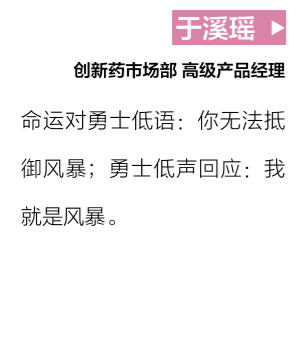 于溪瑶
创新药市场部 高级产品经理
命运对勇士低语：你无法抵
御风暴；勇士低声回应：我
就是风暴。